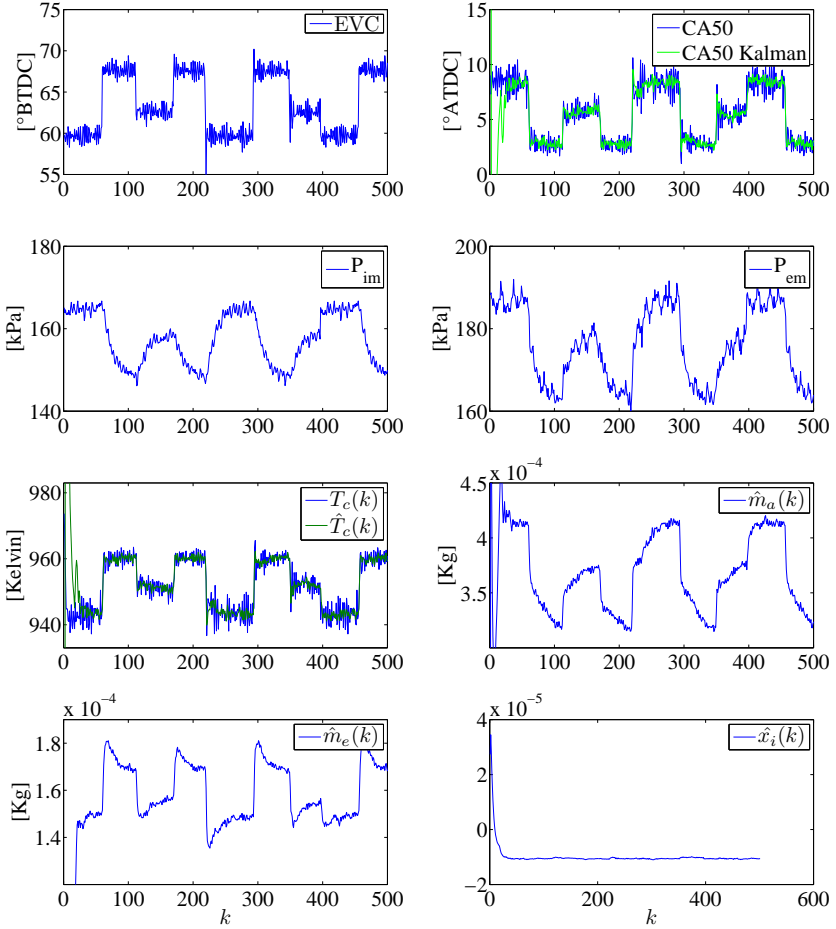 EVC
[°BTDC]
75
70
65
60
55
0 100 200 300 400 500
CA50
CA50 Kalman
[°ATDC]
15
10
5
0
0 100 200 300 400 500
P_im
[kPa]
180
160
140
0 100 200 300 400 500
P_em
[kPa]
200
180
160
0 100 200 300 400 500
T_c(k)
T̂_c(k)
[Kelvin]
980
960
940
0 100 200 300 400 500
x 10⁻⁴
m̂_a(k)
[Kg]
4.5
4
3.5
3
0 100 200 300 400 500
x 10⁻⁴
m̂_e(k)
[Kg]
1.8
1.6
1.4
0 100 200 300 400 500
k
x 10⁻⁵
x̂_i(k)
4
2
0
−2
0 200 400 600
k